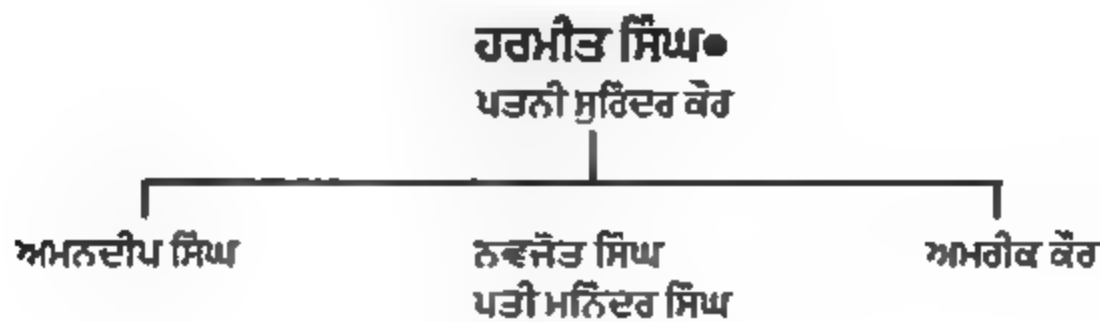 ਹਰਮੀਤ ਸਿੰਘ●
ਪਤਨੀ ਸੁਰਿੰਦਰ ਕੌਰ
ਅਮਨਦੀਪ ਸਿੰਘ
ਨਵਜੋਤ ਸਿੰਘ
ਪਤੀ ਮਨਿੰਦਰ ਸਿੰਘ
ਅਮਰੀਕ ਕੌਰ